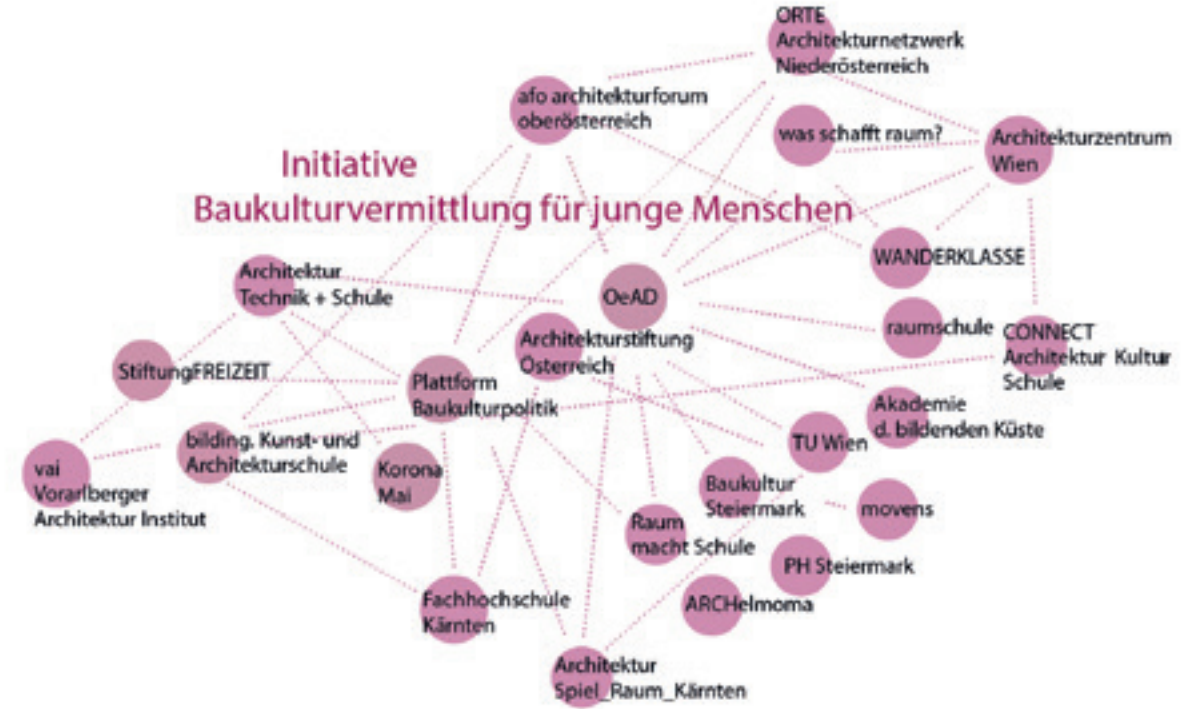 ORTE
Architekturnetzwerk
Niederösterreich
afo architekturforum
oberösterreich
was schafft raum?
Architekturzentrum
Wien
Initiative
Baukulturvermittlung für junge Menschen
WANDERKLASSE
Architektur
Technik + Schule
OeAD
raumschule
CONNECT
Architektur Kultur
Schule
Architekturstiftung
Österreich
StiftungFREIZEIT
Plattform
Baukulturpolitik
Akademie
d. bildenden Küste
TU Wien
bilding. Kunst- und
Architekturschule
vai
Vorarlberger
Architektur Institut
Korona
Mai
Baukultur
Steiermark
movens
Raum
macht Schule
PH Steiermark
ARCHelmoma
Fachhochschule
Kärnten
Architektur
Spiel_Raum_Kärnten